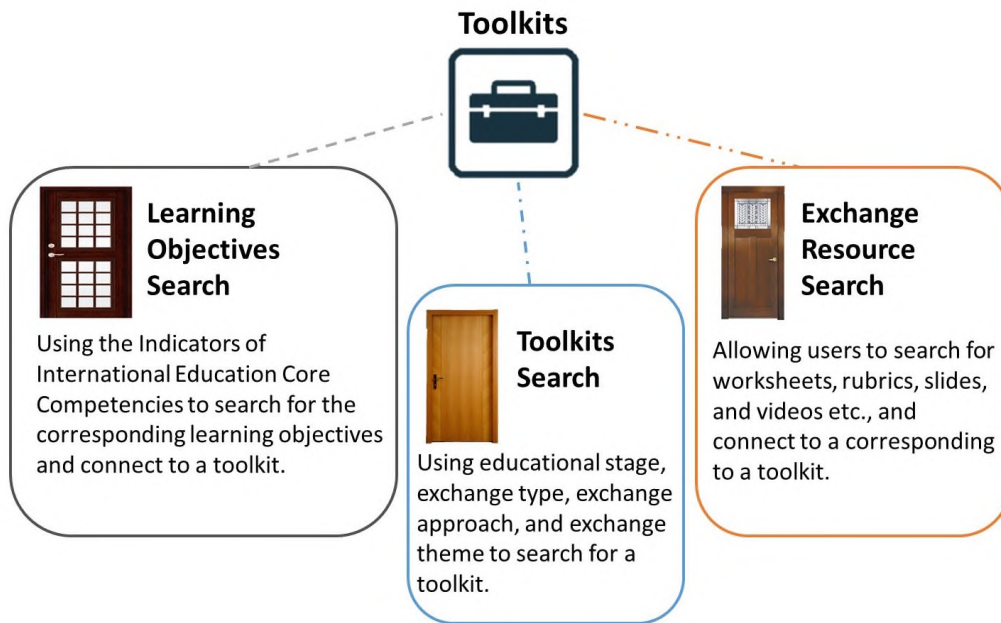 Toolkits
Learning
Objectives
Search
Using the Indicators of
International Education Core
Competencies to search for the
corresponding learning objectives
and connect to a toolkit.
Toolkits
Search
Using educational stage,
exchange type, exchange
approach, and exchange
theme to search for a
toolkit.
Exchange
Resource
Search
Allowing users to search for
worksheets, rubrics, slides,
and videos etc., and
connect to a corresponding
to a toolkit.